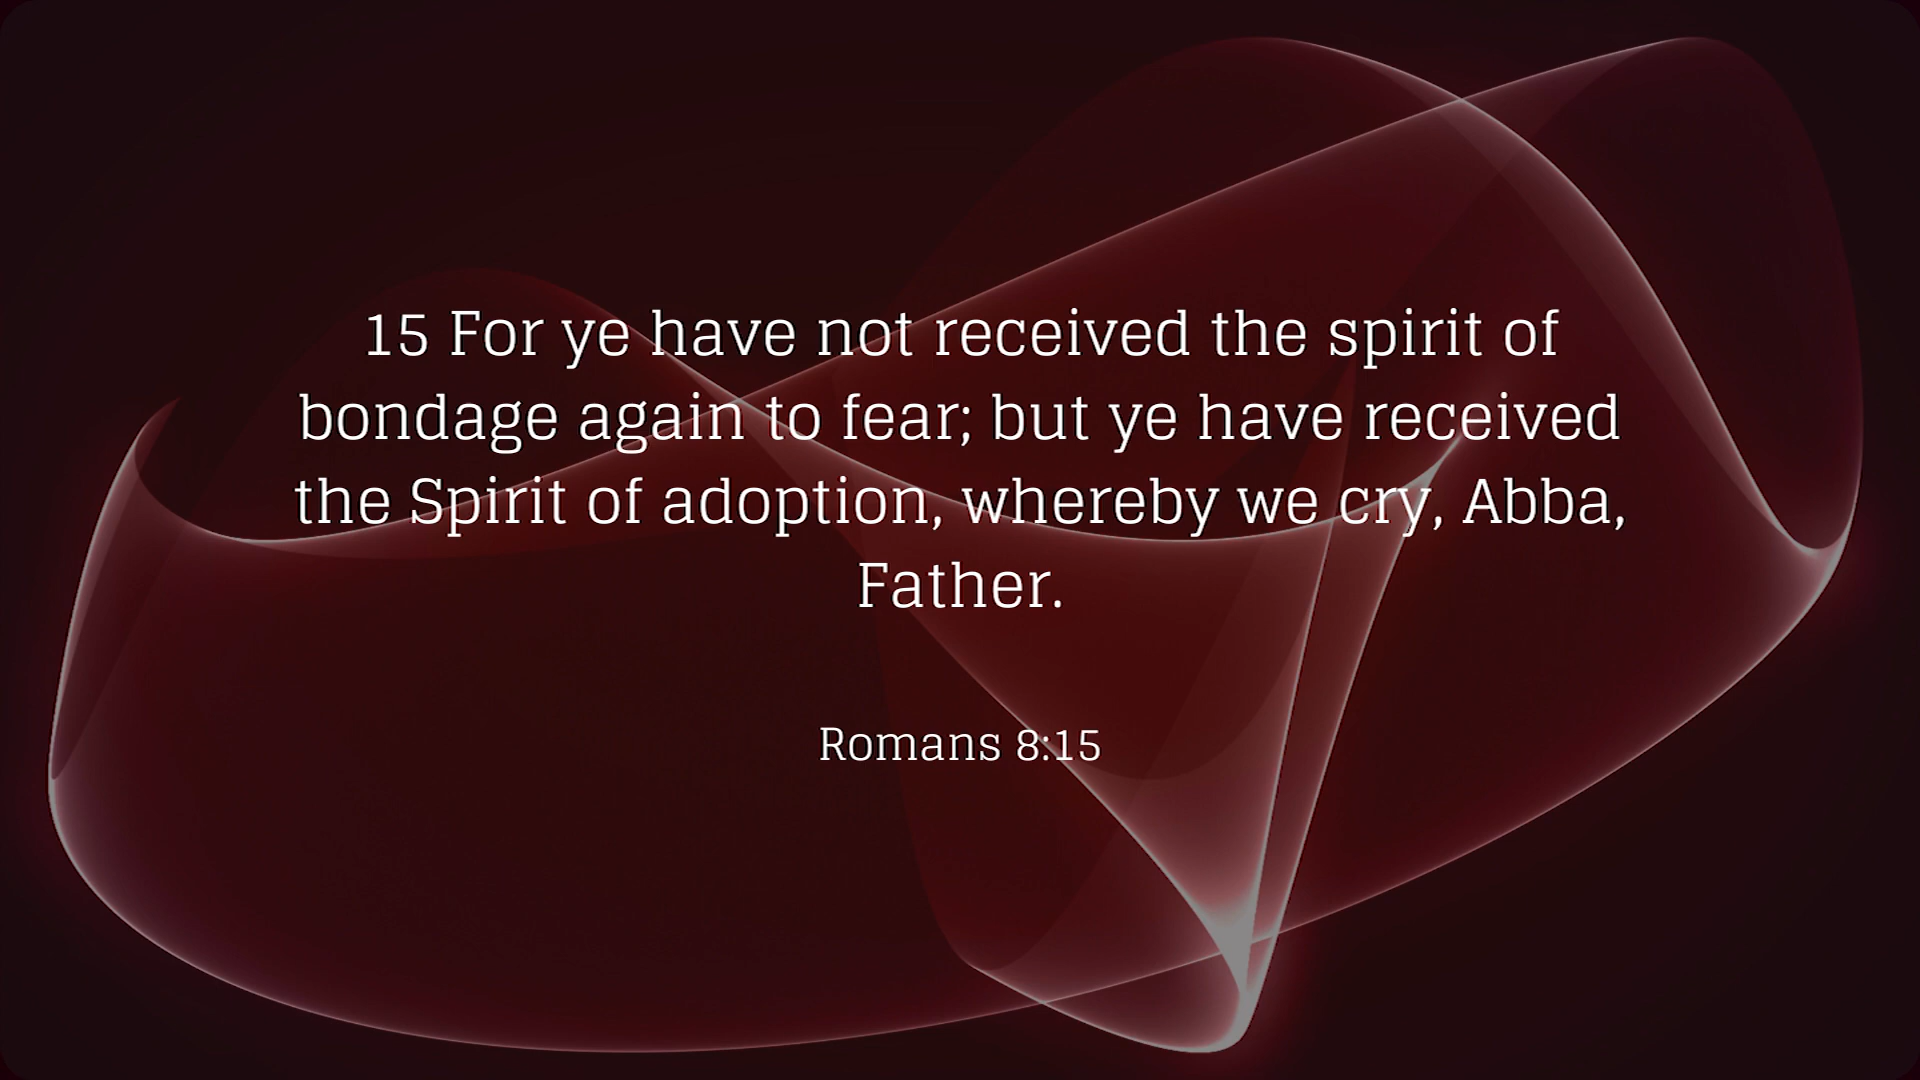 15 For ye have not received the spirit of
bondage again to fear; but ye have received
the Spirit of adoption, whereby we cry, Abba,
Father.
Romans 8:15